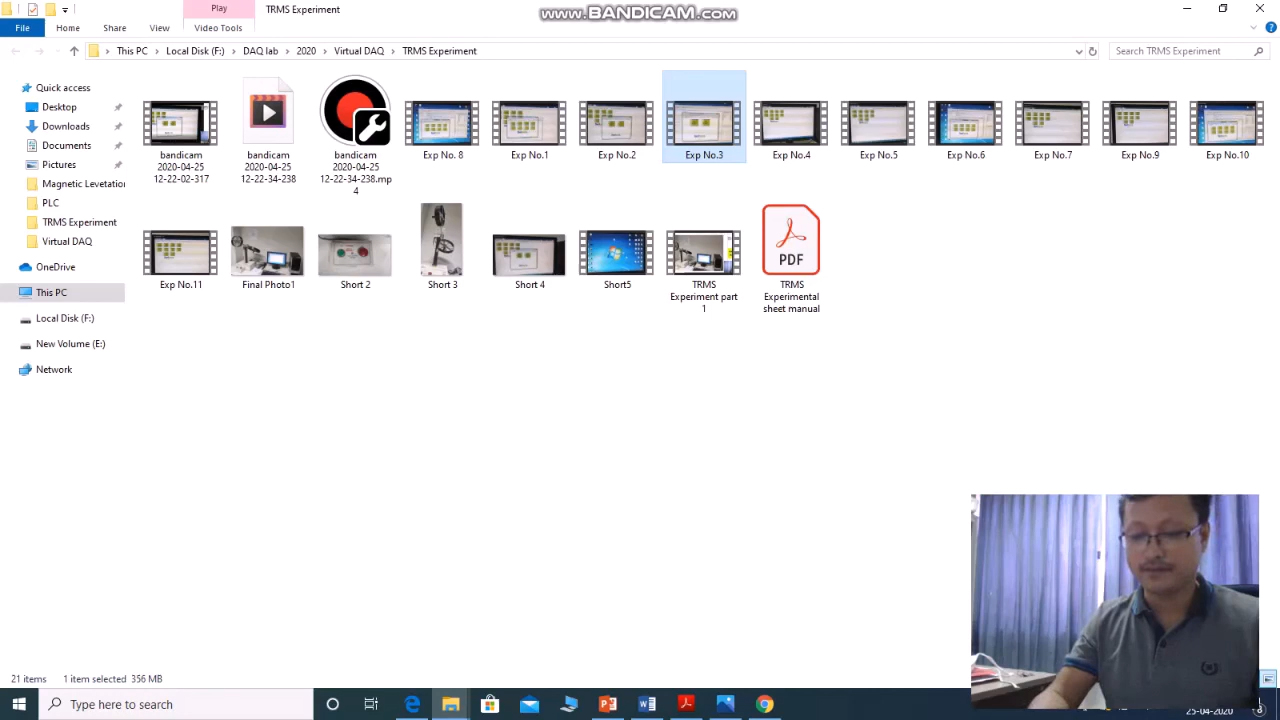 Play
TRMS Experiment
www.BANDICAM.com
File
Home
Share
View
Video Tools
This PC
Local Disk (F:)
DAQ lab
2020
Virtual DAQ
TRMS Experiment
Search TRMS Experiment
Quick access
Desktop
Downloads
Documents
Pictures
Magnetic Levetation
PLC
TRMS Experiment
Virtual DAQ
OneDrive
This PC
Local Disk (F:)
New Volume (E:)
Network
bandicam
2020-04-25
12-22-02-317
bandicam
2020-04-25
12-22-34-238
bandicam
2020-04-25
12-22-34-238.mp
4
Exp No. 8
Exp No.1
Exp No.2
Exp No.3
Exp No.4
Exp No.5
Exp No.6
Exp No.7
Exp No.9
Exp No.10
Exp No.11
Final Photo1
Short 2
Short 3
Short 4
Short5
TRMS
Experiment part
1
PDF
TRMS
Experimental
sheet manual
21 items
1 item selected 356 MB
Type here to search
25-04-2020